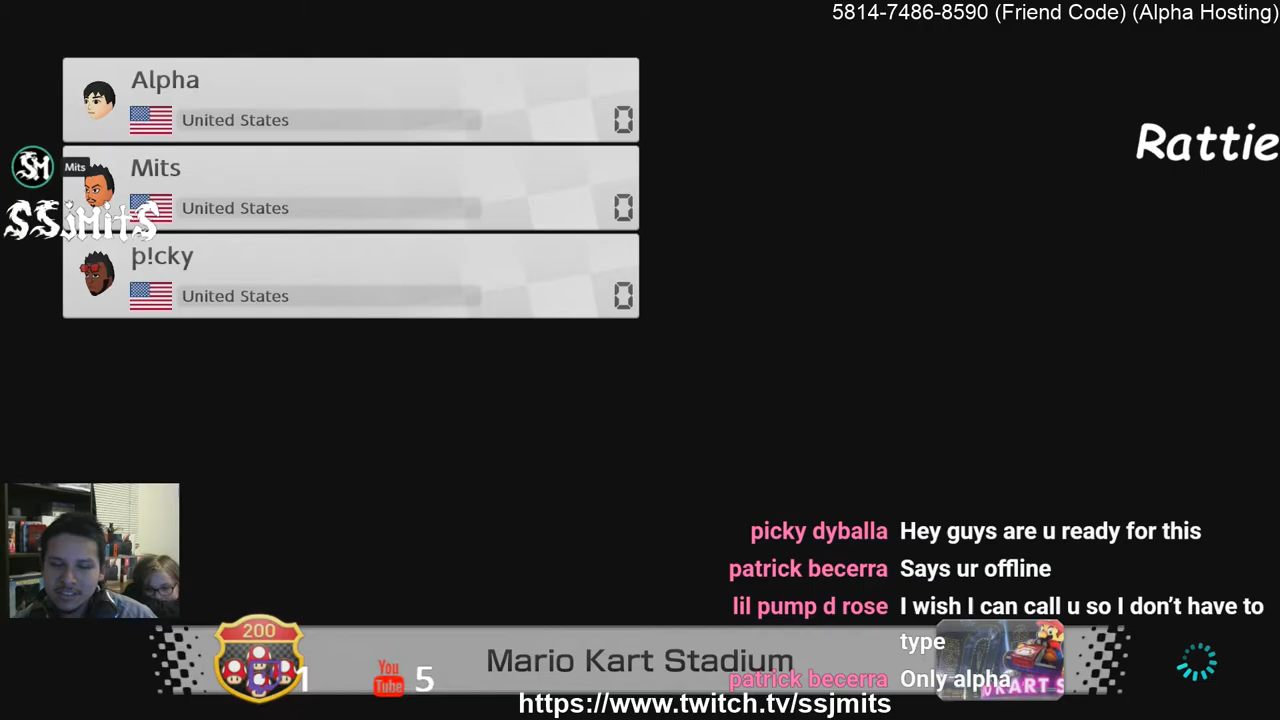 5814-7486-8590 (Friend Code) (Alpha Hosting)
Alpha
United States 0
Rattie
SM Mits
Mits
United States 0
SSjMitS
p!cky
United States 0
picky dyballa Hey guys are u ready for this
patrick becerra Says ur offline
lil pump d rose I wish I can call u so I don't have to
type
patrick becerra Only alpha
200
1
You
Tube 5
Mario Kart Stadium
https://www.twitch.tv/ssjmits